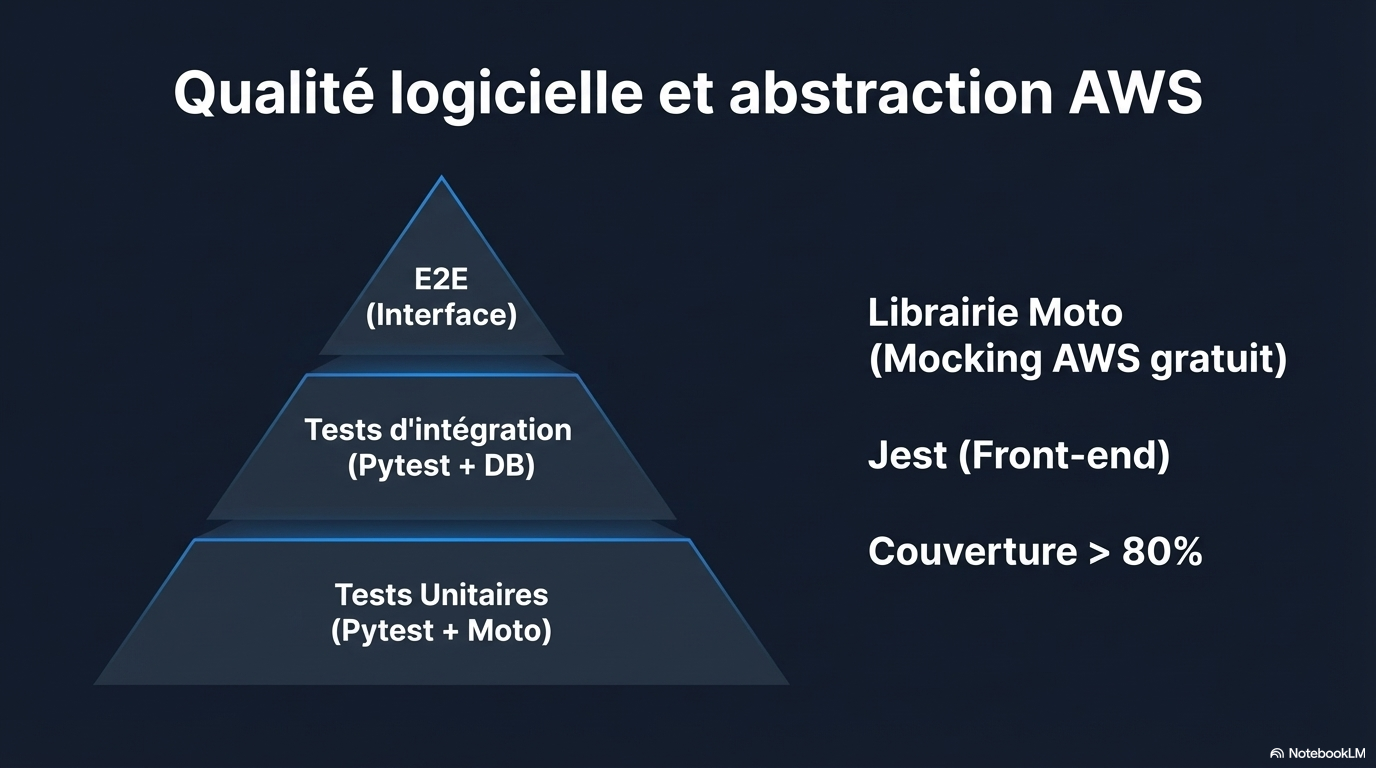 Qualité logicielle et abstraction AWS
E2E
(Interface)
Tests d'intégration
(Pytest + DB)
Tests Unitaires
(Pytest + Moto)
Librairie Moto
(Mocking AWS gratuit)
Jest (Front-end)
Couverture > 80%
NotebookLM